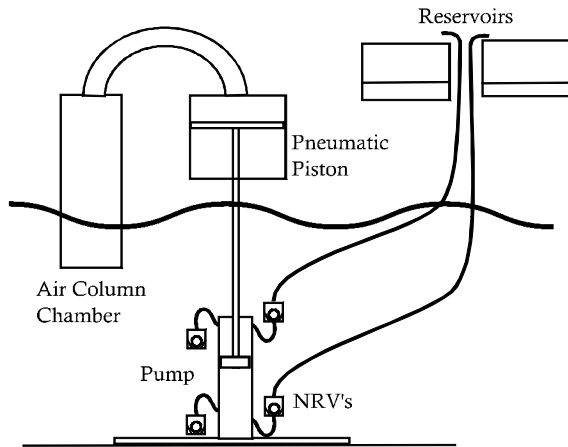 Reservoirs
Pneumatic
Piston
Air Column
Chamber
Pump
NRV's